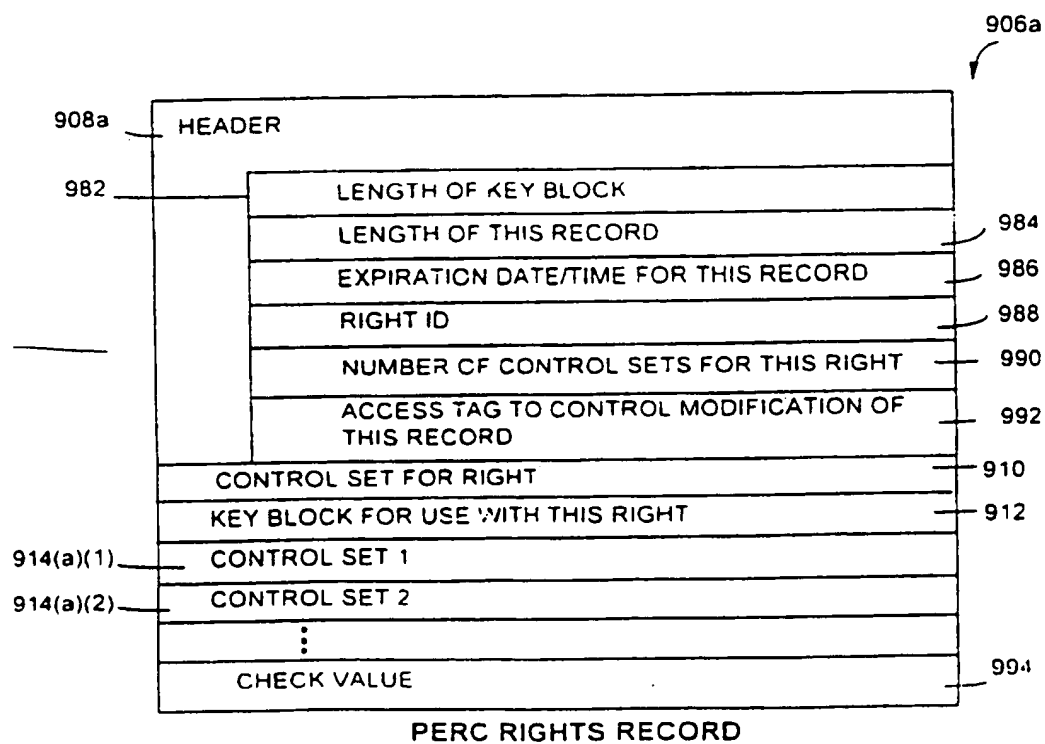 906a
908a HEADER
982 LENGTH OF KEY BLOCK
LENGTH OF THIS RECORD 984
EXPIRATION DATE/TIME FOR THIS RECORD 986
RIGHT ID 988
NUMBER OF CONTROL SETS FOR THIS RIGHT 990
ACCESS TAG TO CONTROL MODIFICATION OF
THIS RECORD 992
CONTROL SET FOR RIGHT 910
KEY BLOCK FOR USE WITH THIS RIGHT 912
914(a)(1) CONTROL SET 1
914(a)(2) CONTROL SET 2
CHECK VALUE 994
PERC RIGHTS RECORD